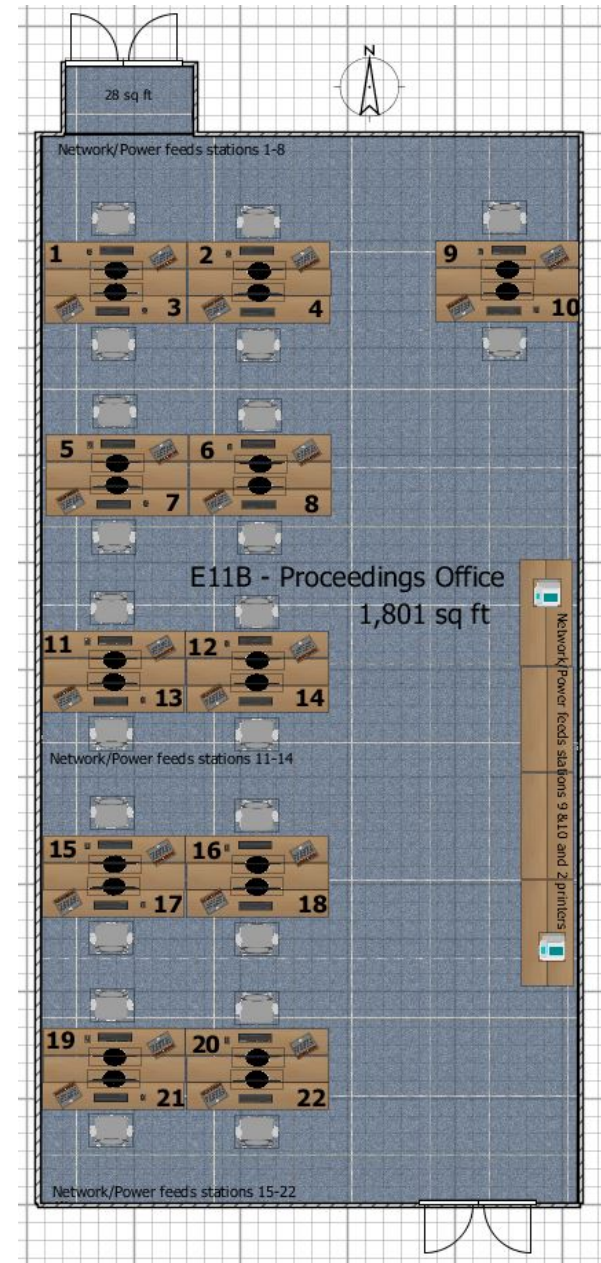 N
28 sq ft
Network/Power feeds stations 1-8
1
2
9
3
4
10
5
6
7
8
E11B - Proceedings Office
1,801 sq ft
Network/Power feeds stations 9 &10 and 2 printers
11
12
13
14
Network/Power feeds stations 11-14
15
16
17
18
19
20
21
22
Network/Power feeds stations 15-22